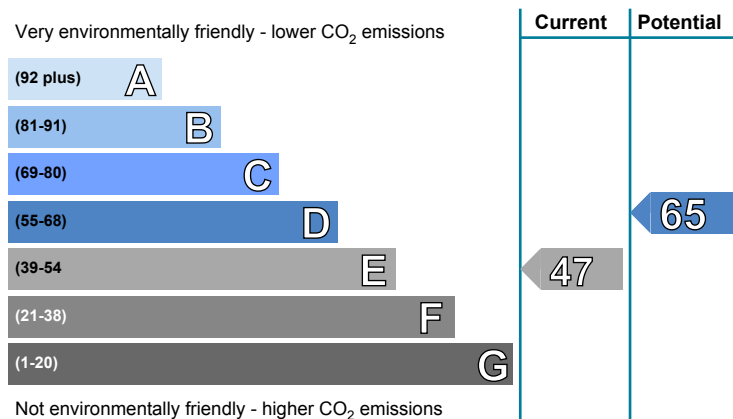 Current Potential
Very environmentally friendly - lower CO₂ emissions
(92 plus) A
(81-91) B
(69-80) C
(55-68) D
65
(39-54 E
47
(21-38) F
(1-20) G
Not environmentally friendly - higher CO₂ emissions